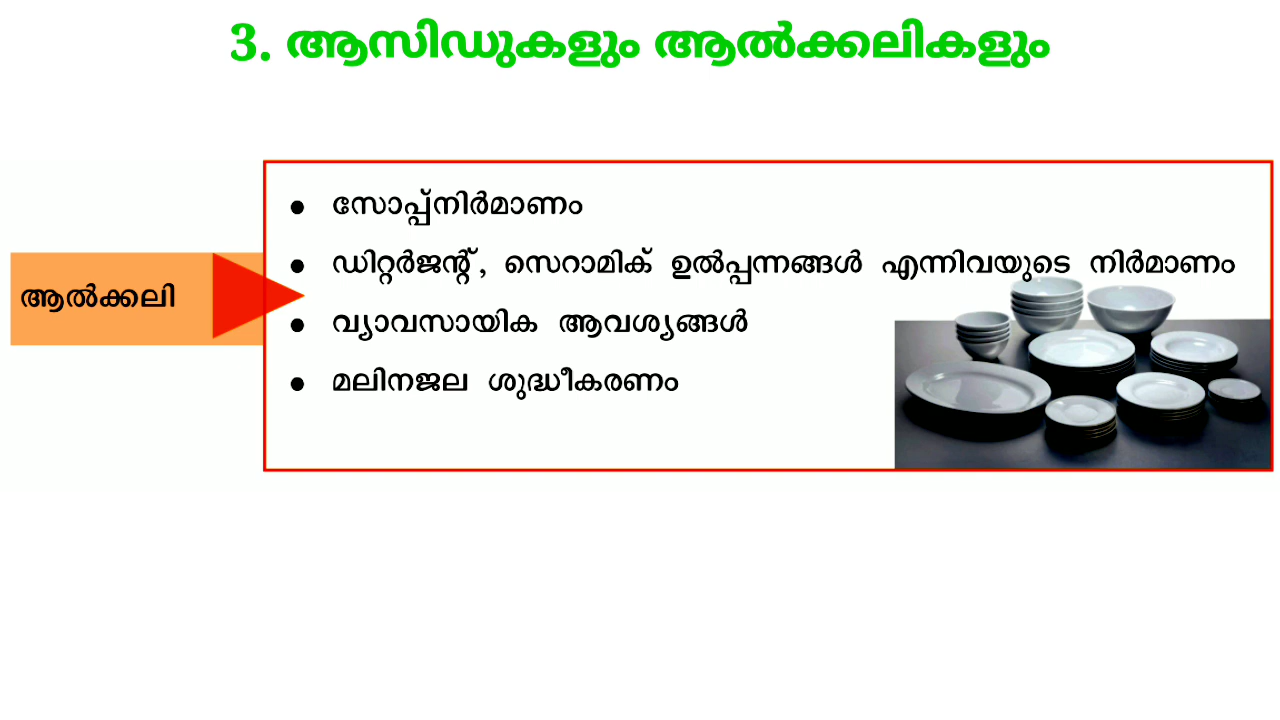 3. ആസിഡുകളും ആൽക്കലികളും
ആൽക്കലി
● സോപ്പ്നിർമാണം
● ഡിറ്റർജന്റ്, സെറാമിക് ഉൽപ്പന്നങ്ങൾ എന്നിവയുടെ നിർമാണം
● വ്യാവസായിക ആവശ്യങ്ങൾ
● മലിനജല ശുദ്ധീകരണം